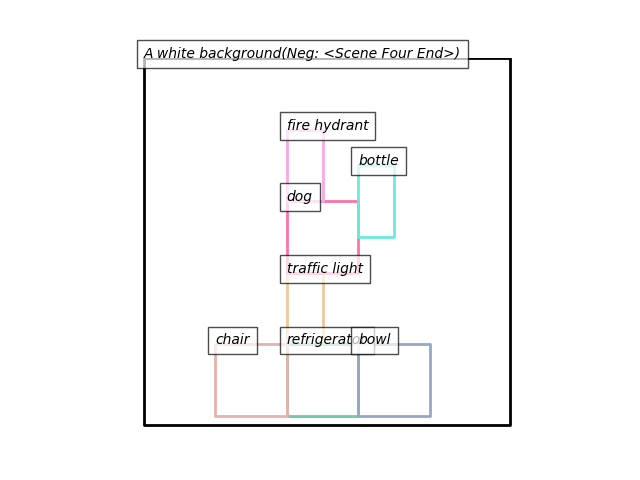 A white background(Neg: <Scene Four End>)
fire hydrant
bottle
dog
traffic light
chair
refrigerator
bowl